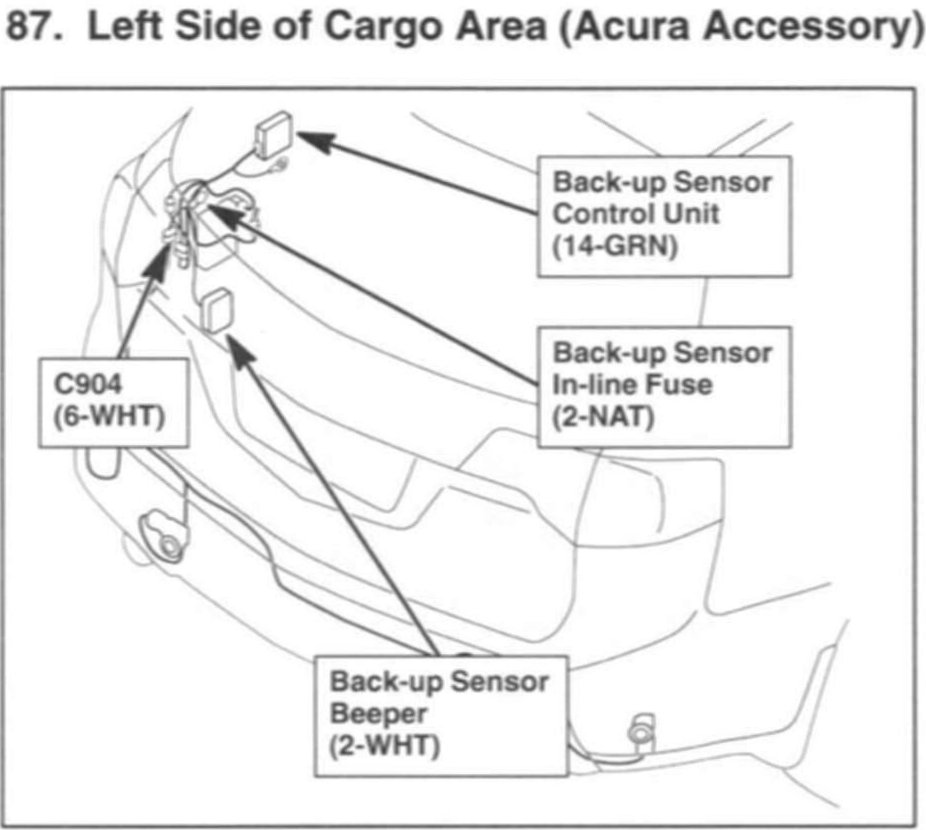 87. Left Side of Cargo Area (Acura Accessory)
Back-up Sensor
Control Unit
(14-GRN)
Back-up Sensor
In-line Fuse
(2-NAT)
C904
(6-WHT)
Back-up Sensor
Beeper
(2-WHT)